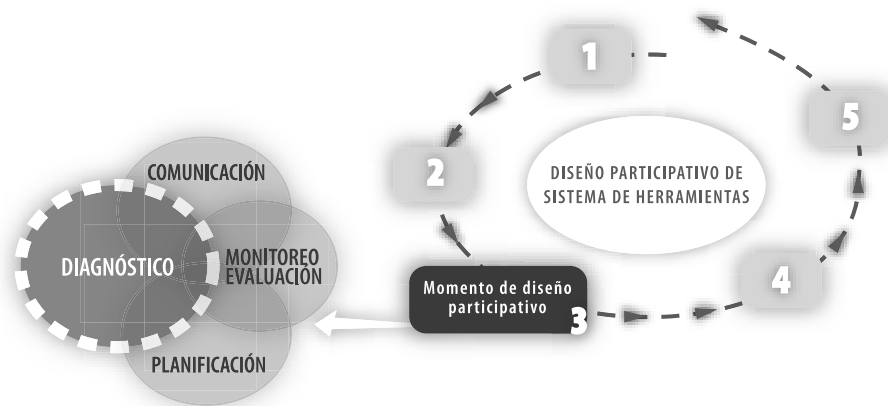 COMUNICACIÓN
DIAGNÓSTICO
MONITOREO
EVALUACIÓN
PLANIFICACIÓN
1
2
Momento de diseño
participativo
3
4
5
DISEÑO PARTICIPATIVO DE
SISTEMA DE HERRAMIENTAS